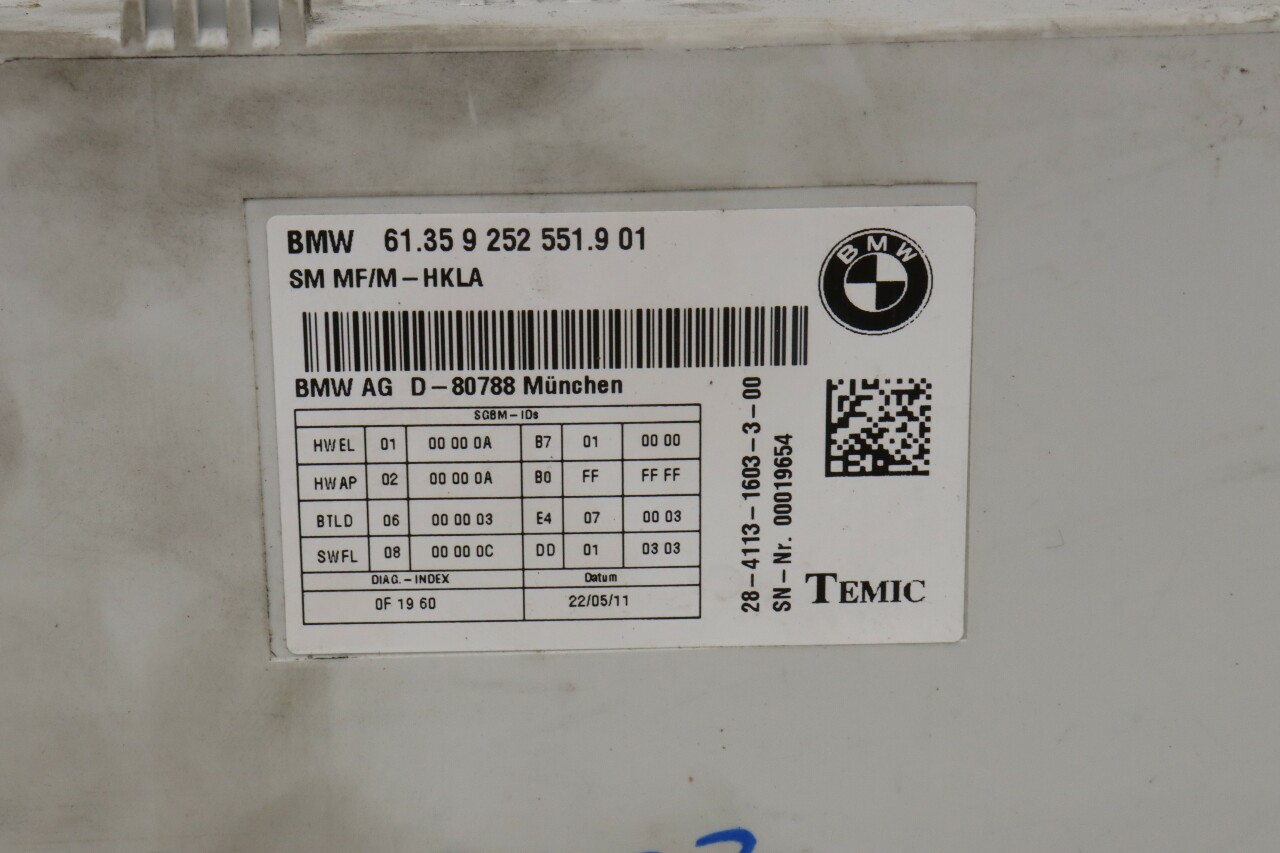 BMW 61.35 9 252 551.9 01
SM MF/M-HKLA
BMW
BMW AG D-80788 München
SGBM-IDs
HWEL 01 00 00 0A B7 01 00 00
HWAP 02 00 00 0A B0 FF FF FF
BTLD 06 00 00 03 E4 07 00 03
SWFL 08 00 00 0C DD 01 03 03
DIAG.-INDEX Datum
0F 19 60 22/05/11
28-4113-1603-3-00
SN-Nr. 00019654
TEMIC